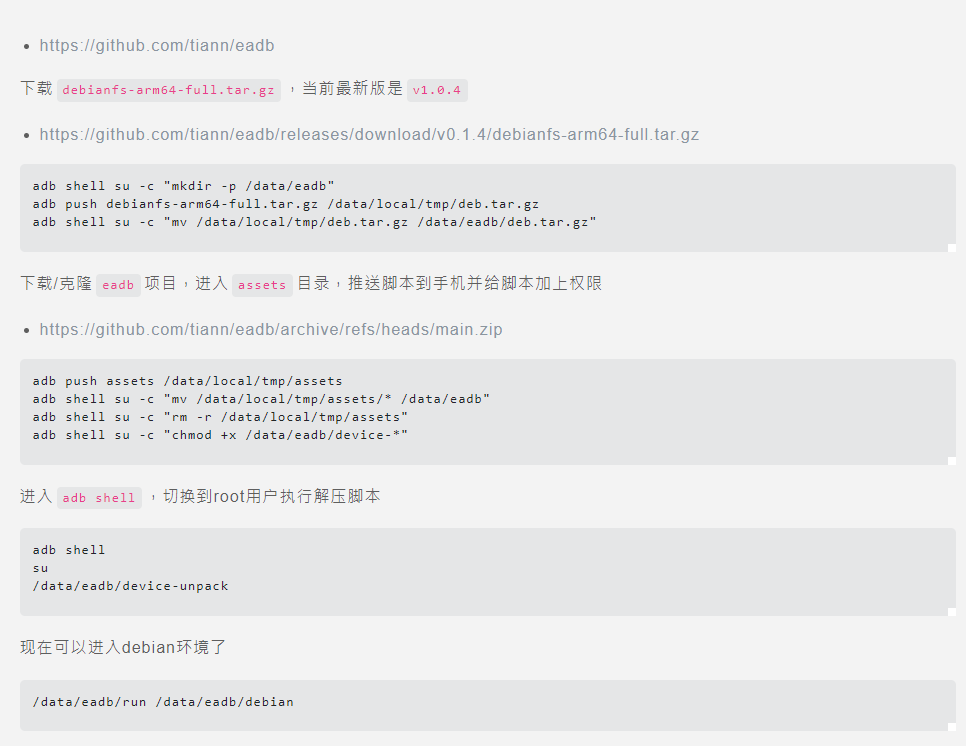 https://github.com/tiann/eadb
下载 debianfs-arm64-full.tar.gz ，当前最新版是 v1.0.4
https://github.com/tiann/eadb/releases/download/v0.1.4/debianfs-arm64-full.tar.gz
adb shell su -c "mkdir -p /data/eadb"
adb push debianfs-arm64-full.tar.gz /data/local/tmp/deb.tar.gz
adb shell su -c "mv /data/local/tmp/deb.tar.gz /data/eadb/deb.tar.gz"
下载/克隆 eadb 项目，进入 assets 目录，推送脚本到手机并给脚本加上权限
https://github.com/tiann/eadb/archive/refs/heads/main.zip
adb push assets /data/local/tmp/assets
adb shell su -c "mv /data/local/tmp/assets/* /data/eadb"
adb shell su -c "rm -r /data/local/tmp/assets"
adb shell su -c "chmod +x /data/eadb/device-*"
进入 adb shell ，切换到root用户执行解压脚本
adb shell
su
/data/eadb/device-unpack
现在可以进入debian环境了
/data/eadb/run /data/eadb/debian